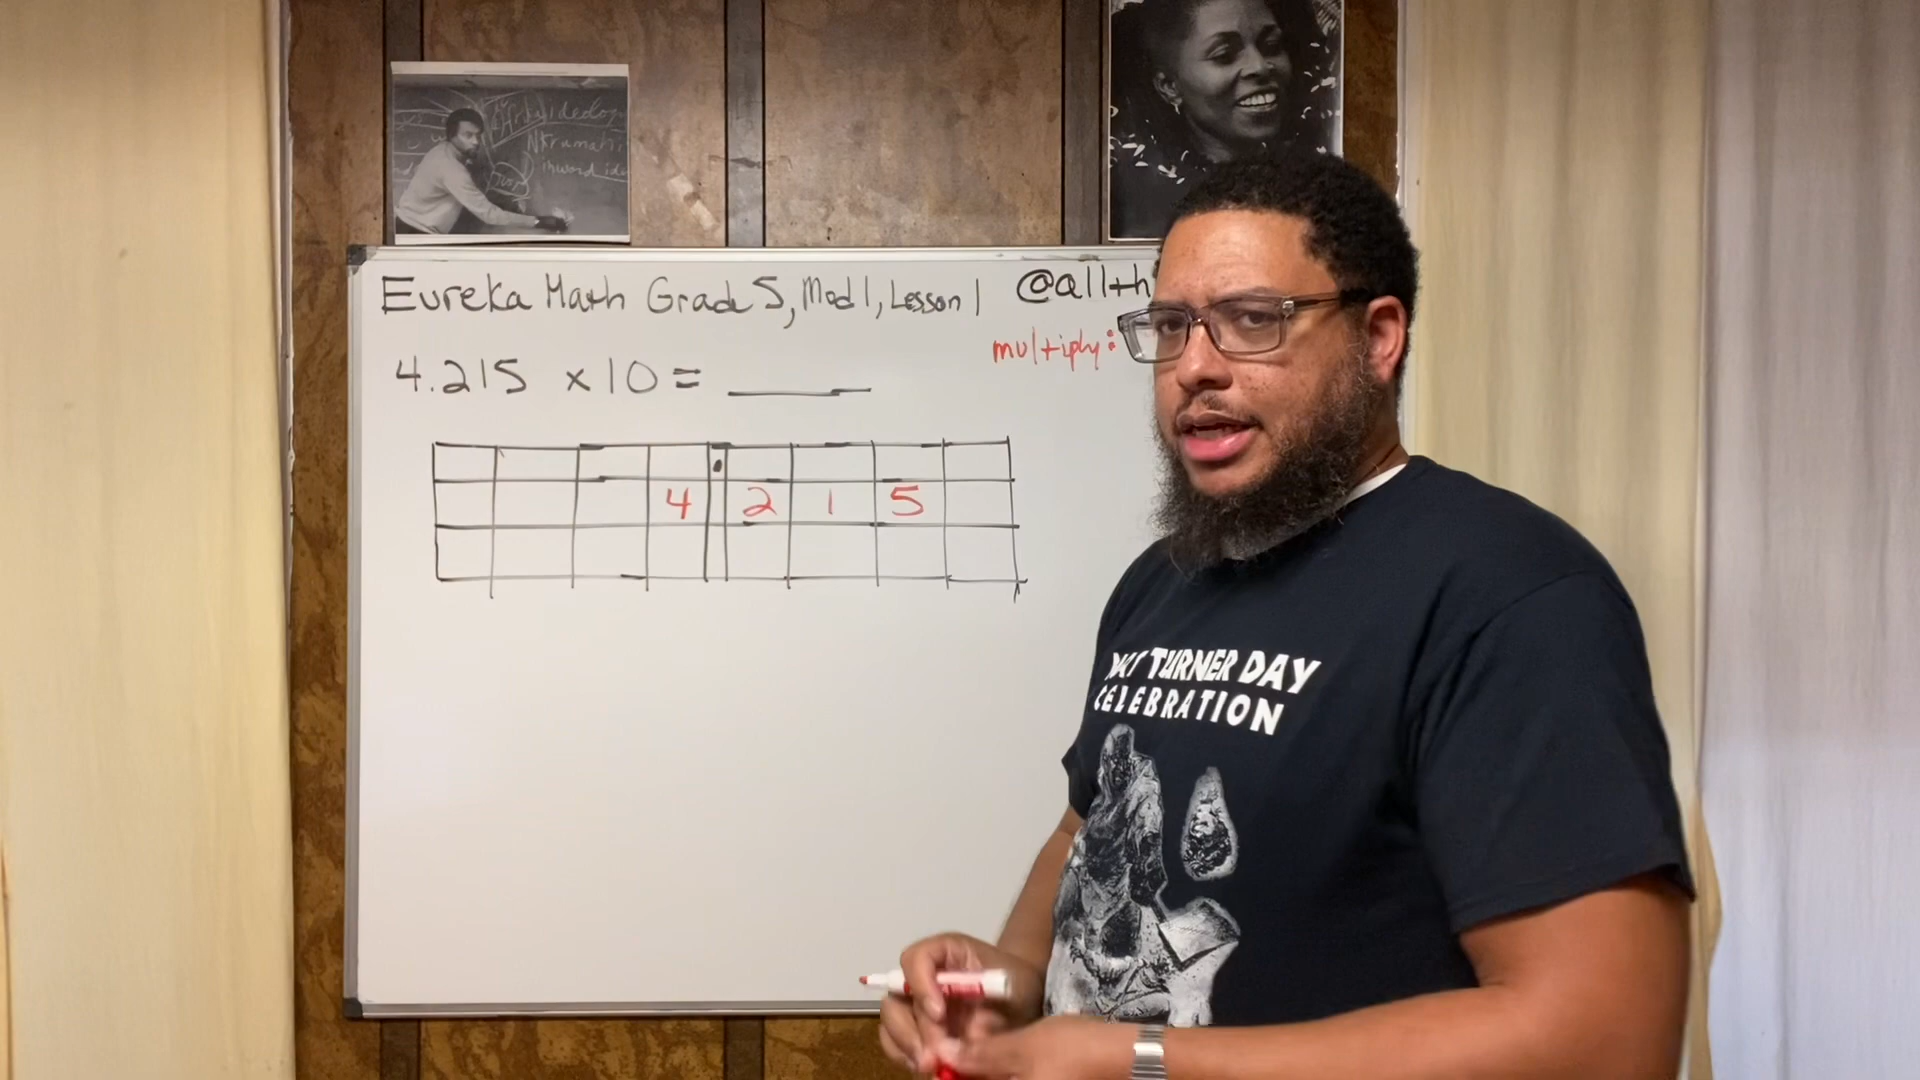 Nkrumah
Eureka Math Grade 5, Mod 1, Lesson 1
@allth
multiply:
4.215 x 10 = ____
.
4 2 1 5
TURNER DAY
CELEBRATION